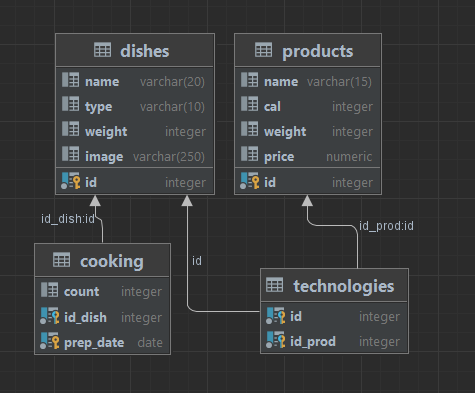 dishes
name varchar(20)
type varchar(10)
weight integer
image varchar(250)
id integer
products
name varchar(15)
cal integer
weight integer
price numeric
id integer
id_dish:id
id_prod:id
id
cooking
count integer
id_dish integer
prep_date date
technologies
id integer
id_prod integer